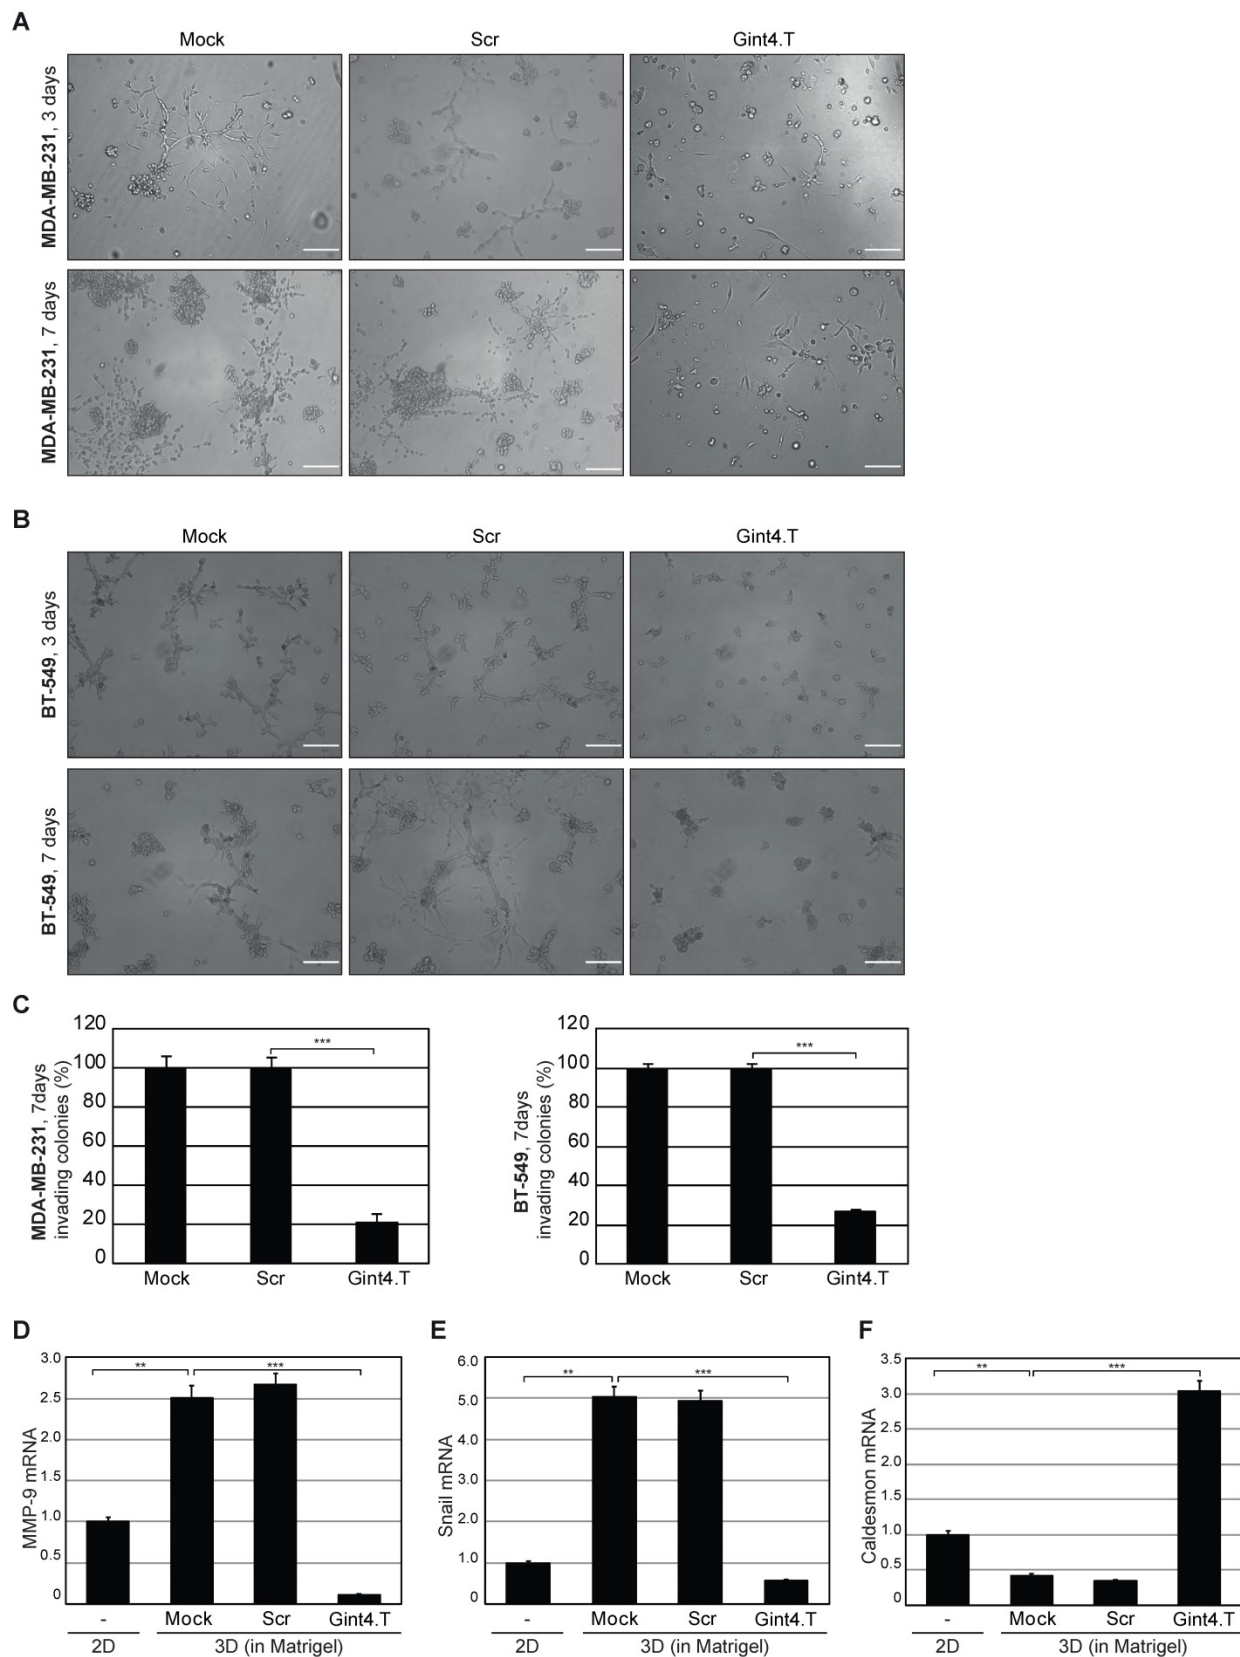 A
Mock Scr Gint4.T
MDA-MB-231, 3 days
MDA-MB-231, 7 days
B
Mock Scr Gint4.T
BT-549, 3 days
BT-549, 7 days
C
MDA-MB-231, 7days
invading colonies (%)
120
100
80
60
40
20
0
***
Mock Scr Gint4.T
BT-549, 7days
invading colonies (%)
120
100
80
60
40
20
0
***
Mock Scr Gint4.T
D
MMP-9 mRNA
3.0
2.5
2.0
1.5
1.0
0.5
0
** ***
- Mock Scr Gint4.T
2D 3D (in Matrigel)
E
Snail mRNA
6.0
5.0
4.0
3.0
2.0
1.0
0
** ***
- Mock Scr Gint4.T
2D 3D (in Matrigel)
F
Caldesmon mRNA
3.5
3.0
2.5
2.0
1.5
1.0
0.5
0
** ***
- Mock Scr Gint4.T
2D 3D (in Matrigel)